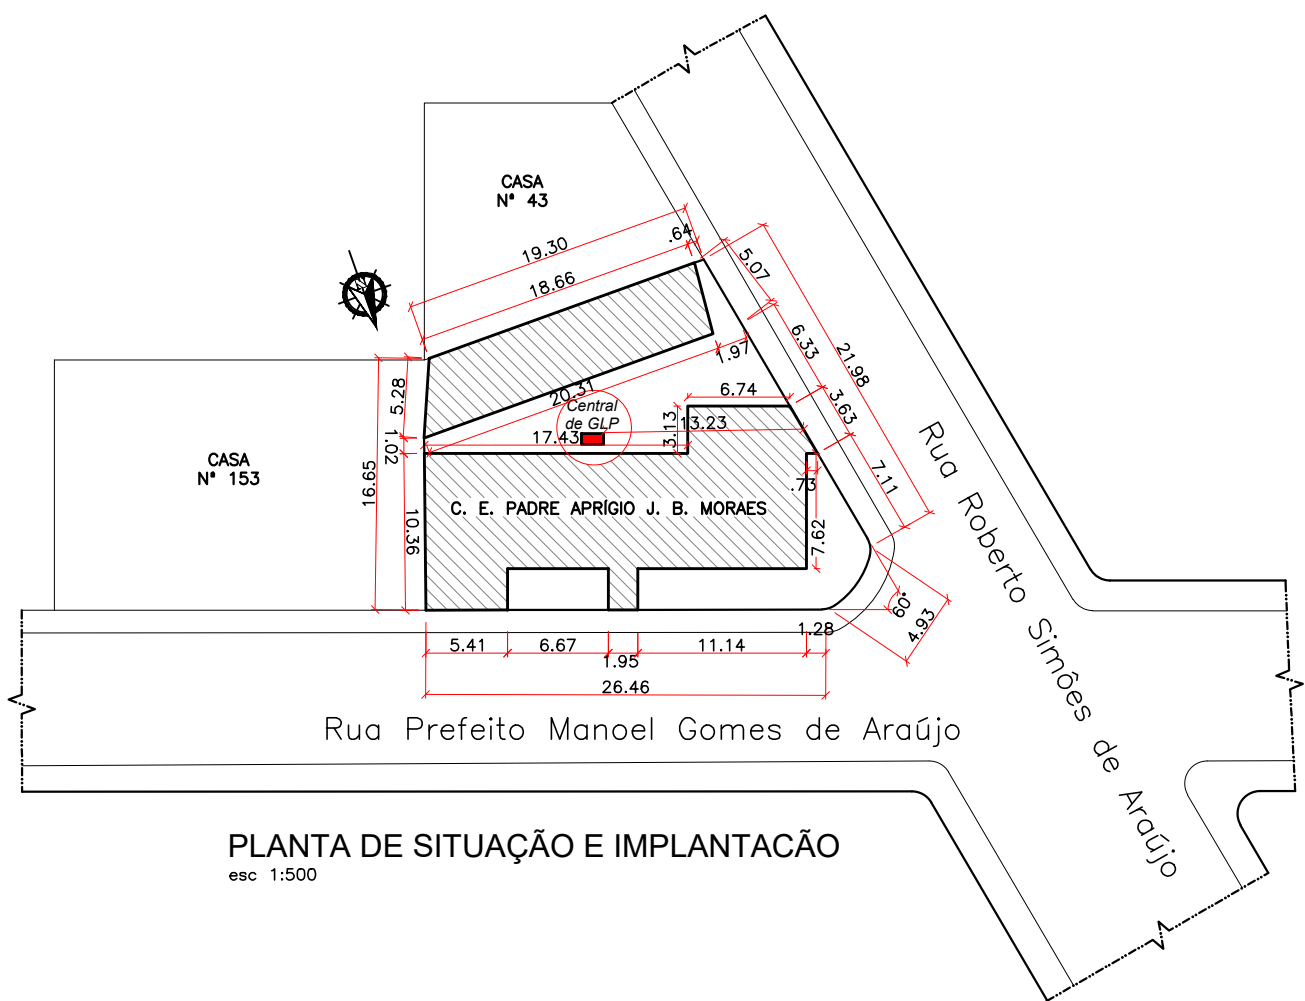 CASA
Nª 43
19.30
.64
18.66
5.07
6.33
21.98
3.63
7.11
1.97
6.74
20.31
Central
de GLP
17.43
3.13
13.23
5.28
1.02
16.65
10.36
CASA
Nª 153
.73
C. E. PADRE APRÍGIO J. B. MORAES
7.62
60°
4.93
1.28
5.41
6.67
1.95
11.14
26.46
Rua Roberto Simões de Araújo
Rua Prefeito Manoel Gomes de Araújo
PLANTA DE SITUAÇÃO E IMPLANTACÃO
esc 1:500